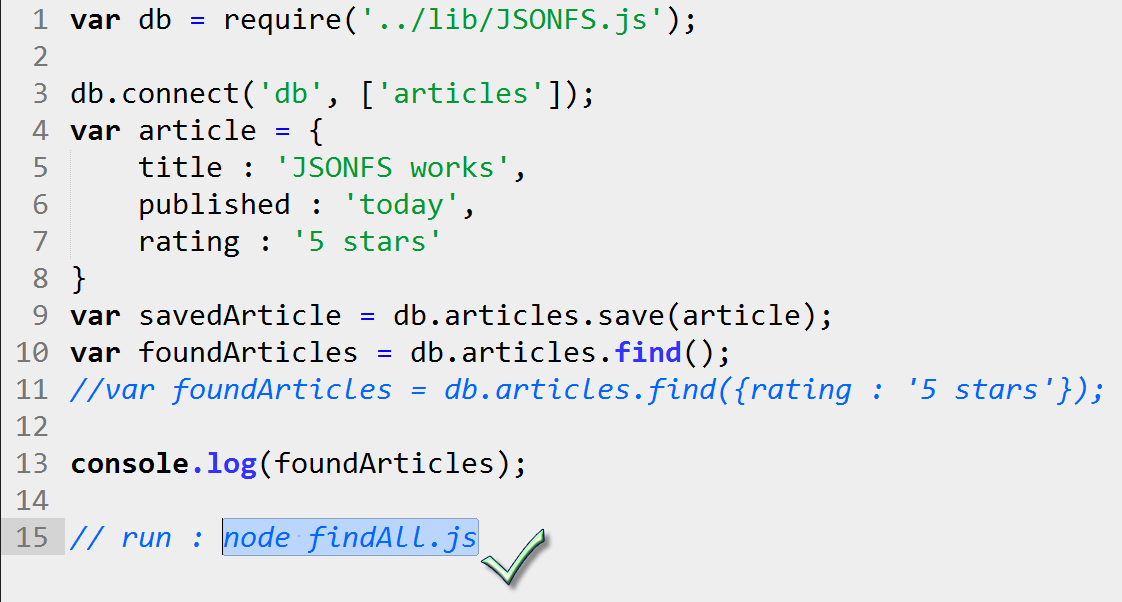 1 var db = require('../lib/JSONFS.js');
2
3 db.connect('db', ['articles']);
4 var article = {
5     title : 'JSONFS works',
6     published : 'today',
7     rating : '5 stars'
8 }
9 var savedArticle = db.articles.save(article);
10 var foundArticles = db.articles.find();
11 //var foundArticles = db.articles.find({rating : '5 stars'});
12
13 console.log(foundArticles);
14
15 // run : node findAll.js